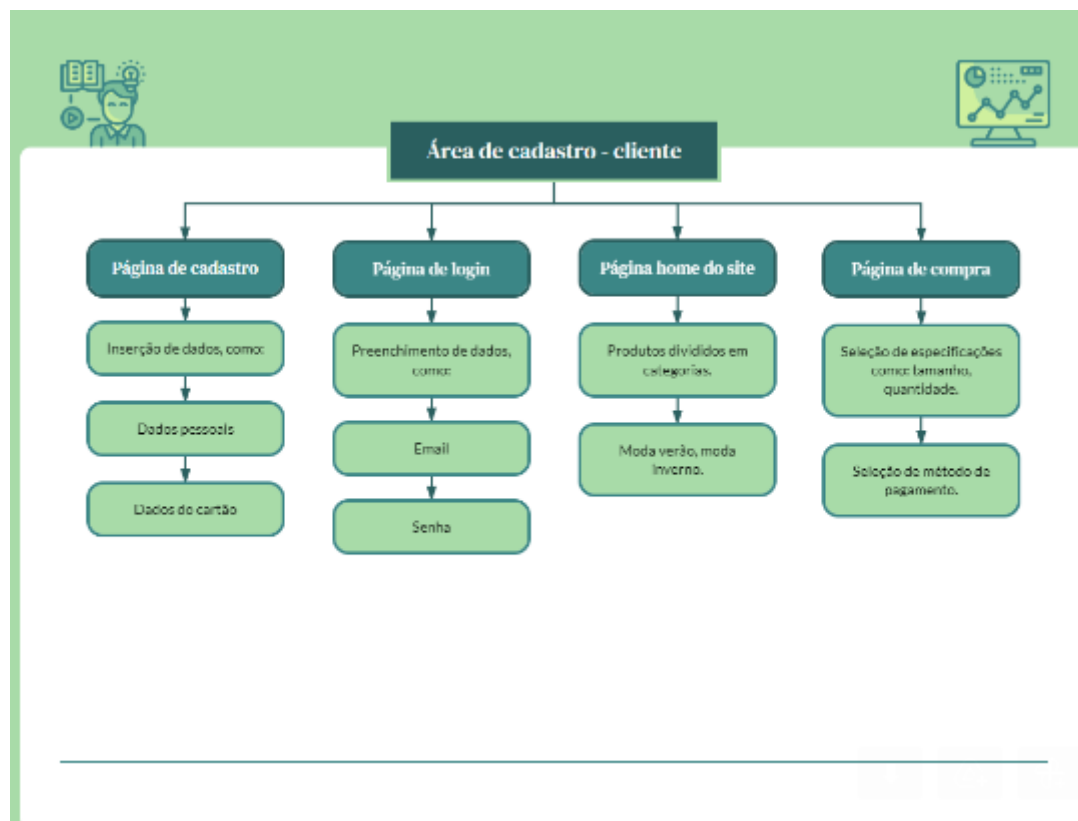 Área de cadastro - cliente
Página de cadastro
Inserção de dados, como:
Dados pessoais
Dados do cartão
Página de login
Preenchimento de dados,
como:
Email
Senha
Página home do site
Produtos divididos em
categorias.
Moda verão, moda
Inverno.
Página de compra
Seleção de especificações
como: tamanho,
quantidade.
Seleção de método de
pagamento.